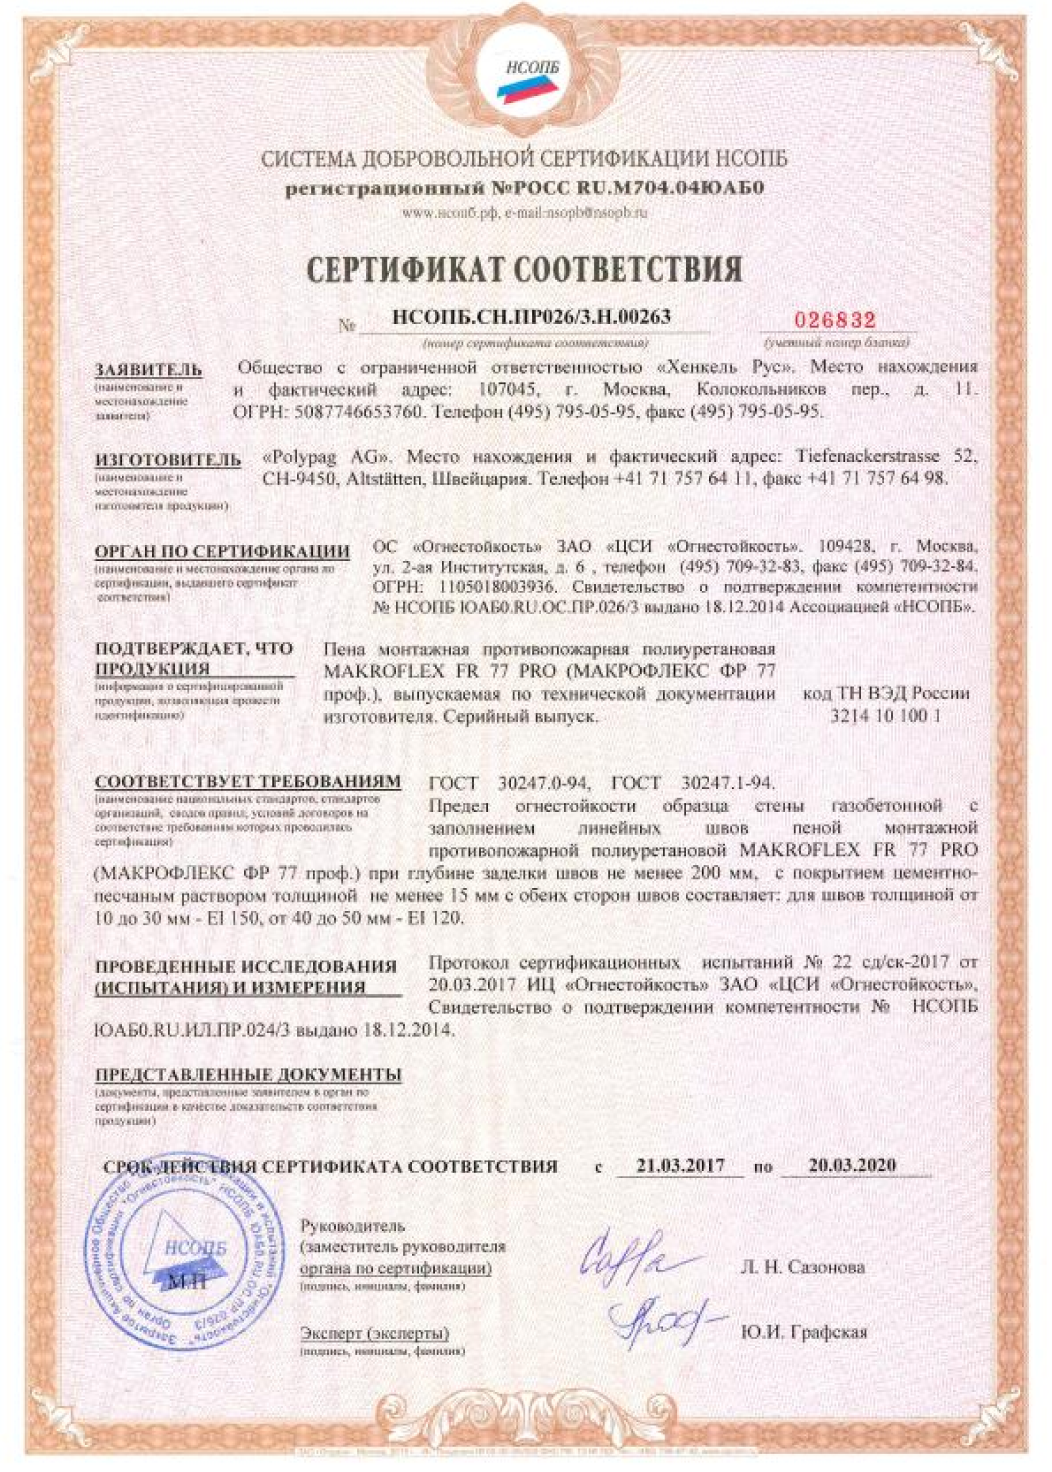 НСОПБ
СИСТЕМА ДОБРОВОЛЬНОЙ СЕРТИФИКАЦИИ НСОПБ
регистрационный №РОСС RU.М704.04ЮАБ0
www.нсопб.рф, e-mail:nsopb@nsopb.ru
СЕРТИФИКАТ СООТВЕТСТВИЯ
№ НСОПБ.СН.ПР026/3.Н.00263 026832
(номер сертификата соответствия) (учетный номер бланка)
ЗАЯВИТЕЛЬ
(наименование и
местонахождение
заявителя)
Общество с ограниченной ответственностью «Хенкель Рус». Место нахождения
и фактический адрес: 107045, г. Москва, Колокольников пер., д. 11.
ОГРН: 5087746653760. Телефон (495) 795-05-95, факс (495) 795-05-95.
ИЗГОТОВИТЕЛЬ
(наименование и
местонахождение
изготовителя продукции)
«Polypag AG». Место нахождения и фактический адрес: Tiefenackerstrasse 52,
CH-9450, Altstätten, Швейцария. Телефон +41 71 757 64 11, факс +41 71 757 64 98.
ОРГАН ПО СЕРТИФИКАЦИИ
(наименование и местонахождение органа по
сертификации, выдавшего сертификат
соответствия)
ОС «Огнестойкость» ЗАО «ЦСИ «Огнестойкость». 109428, г. Москва,
ул. 2-ая Институтская, д. 6 , телефон (495) 709-32-83, факс (495) 709-32-84,
ОГРН: 1105018003936. Свидетельство о подтверждении компетентности
№ НСОПБ ЮАБ0.RU.ОС.ПР.026/3 выдано 18.12.2014 Ассоциацией «НСОПБ».
ПОДТВЕРЖДАЕТ, ЧТО
ПРОДУКЦИЯ
(информация о сертифицированной
продукции, позволяющая провести
идентификацию)
Пена монтажная противопожарная полиуретановая
MAKROFLEX FR 77 PRO (МАКРОФЛЕКС ФР 77
проф.), выпускаемая по технической документации
изготовителя. Серийный выпуск.
код ТН ВЭД России
3214 10 100 1
СООТВЕТСТВУЕТ ТРЕБОВАНИЯМ
(наименование национальных стандартов, стандартов
организаций, сводов правил, условий договоров на
соответствие требованиям которых проводилась
сертификация)
ГОСТ 30247.0-94, ГОСТ 30247.1-94.
Предел огнестойкости образца стены газобетонной с
заполнением линейных швов пеной монтажной
противопожарной полиуретановой MAKROFLEX FR 77 PRO
(МАКРОФЛЕКС ФР 77 проф.) при глубине заделки швов не менее 200 мм, с покрытием цементно-
песчаным раствором толщиной не менее 15 мм с обеих сторон швов составляет: для швов толщиной от
10 до 30 мм - EI 150, от 40 до 50 мм - EI 120.
ПРОВЕДЕННЫЕ ИССЛЕДОВАНИЯ
(ИСПЫТАНИЯ) И ИЗМЕРЕНИЯ
Протокол сертификационных испытаний № 22 сд/ск-2017 от
20.03.2017 ИЦ «Огнестойкость» ЗАО «ЦСИ «Огнестойкость»,
Свидетельство о подтверждении компетентности № НСОПБ
ЮАБ0.RU.ИЛ.ПР.024/3 выдано 18.12.2014.
ПРЕДСТАВЛЕННЫЕ ДОКУМЕНТЫ
(документы, представленные заявителем в орган по
сертификации в качестве доказательств соответствия
продукции)
СРОК ДЕЙСТВИЯ СЕРТИФИКАТА СООТВЕТСТВИЯ с 21.03.2017 по 20.03.2020
НСОПБ
М.П
Руководитель
(заместитель руководителя
органа по сертификации)
(подпись, инициалы, фамилия)
Л. Н. Сазонова
Эксперт (эксперты)
(подпись, инициалы, фамилия)
Ю.И. Графская